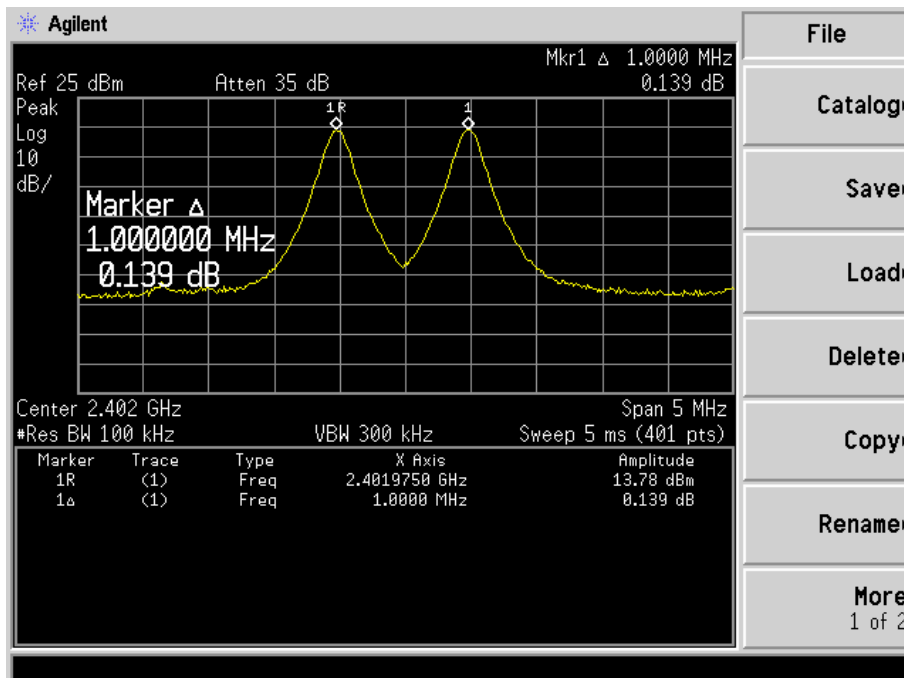 Agilent
File
Mkr1 Δ 1.0000 MHz
Ref 25 dBm Atten 35 dB 0.139 dB
Peak
Log
10
dB/
1R 1
Marker Δ
1.000000 MHz
0.139 dB
Center 2.402 GHz Span 5 MHz
#Res BW 100 kHz VBW 300 kHz Sweep 5 ms (401 pts)
Marker Trace Type X Axis Amplitude
1R (1) Freq 2.4019750 GHz 13.78 dBm
1Δ (1) Freq 1.0000 MHz 0.139 dB
Catalog
Save
Load
Delete
Copy
Rename
More
1 of 2